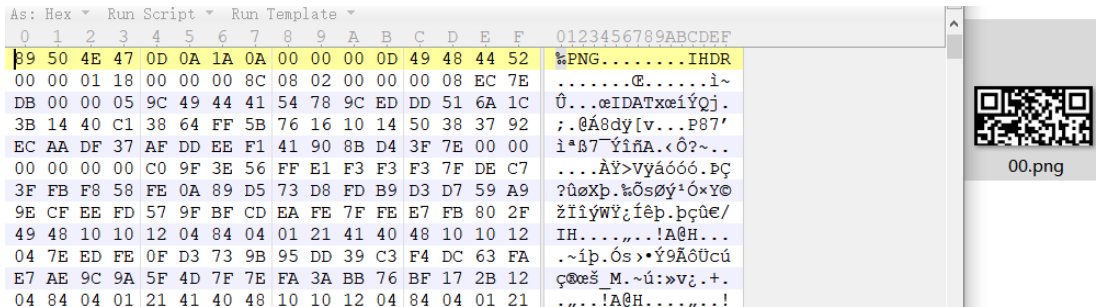 As: Hex Run Script Run Template
0 1 2 3 4 5 6 7 8 9 A B C D E F 0123456789ABCDEF
89 50 4E 47 0D 0A 1A 0A 00 00 00 0D 49 48 44 52 ‰PNG........IHDR
00 00 01 18 00 00 00 8C 08 02 00 00 00 08 EC 7E .......Œ......ì~
DB 00 00 05 9C 49 44 41 54 78 9C ED DD 51 6A 1C Û...œIDATxœíÝQj.
3B 14 40 C1 38 64 FF 5B 76 16 10 14 50 38 37 92 ;.@Á8dÿ[v...P87’
EC AA DF 37 AF DD EE F1 41 90 8B D4 3F 7E 00 00 ìªß7¯ÝîñA.‹Ô?~..
00 00 00 00 C0 9F 3E 56 FF E1 F3 F3 F3 7F DE C7 ....ÀŸ>Vÿáóóó.ÞÇ
3F FB F8 58 FE 0A 89 D5 73 D8 FD B9 D3 D7 59 A9 ?ûøXþ.‰ÕsØý¹Ó×Y©
9E CF EE FD 57 9F BF CD EA FE 7F FE E7 FB 80 2F žÏîýWŸ¿Íêþ.þçû€/
49 48 10 10 12 04 84 04 01 21 41 40 48 10 10 12 IH....„..!A@H...
04 7E ED FE 0F D3 73 9B 95 DD 39 C3 F4 DC 63 FA .~íþ.Ós›•Ý9ÃôÜcú
E7 AE 9C 9A 5F 4D 7F 7E FA 3A BB 76 BF 17 2B 12 ç®œš_M.~ú:»v¿.+.
04 84 04 01 21 41 40 48 10 10 12 04 84 04 01 21 .„..!A@H....„..!
00.png